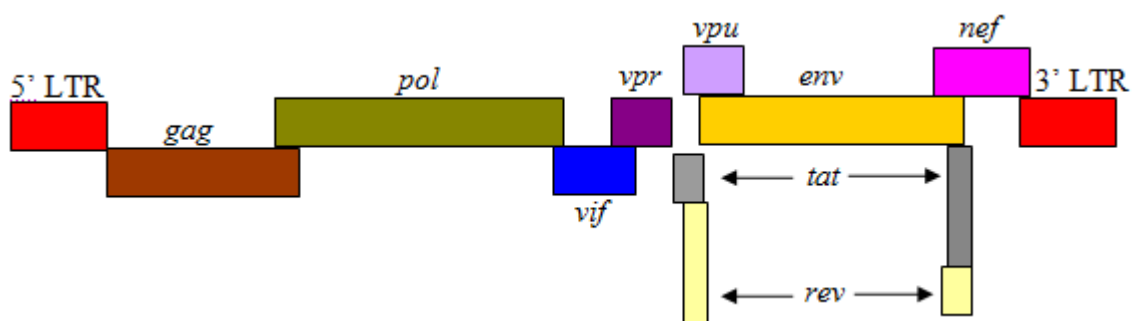 vpu
nef
5' LTR
pol
vpr
env
3' LTR
gag
tat
vif
rev